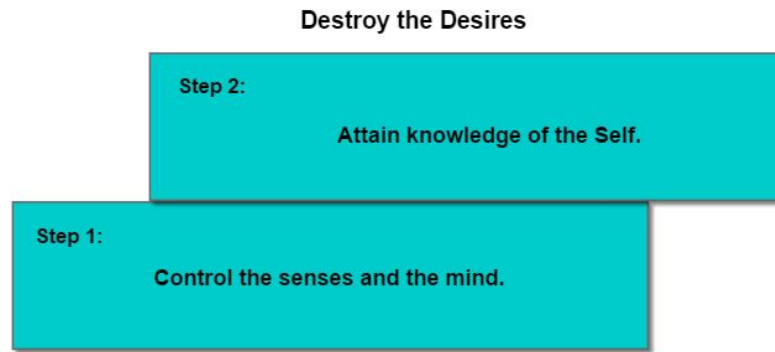 Destroy the Desires
Step 2:
Attain knowledge of the Self.
Step 1:
Control the senses and the mind.